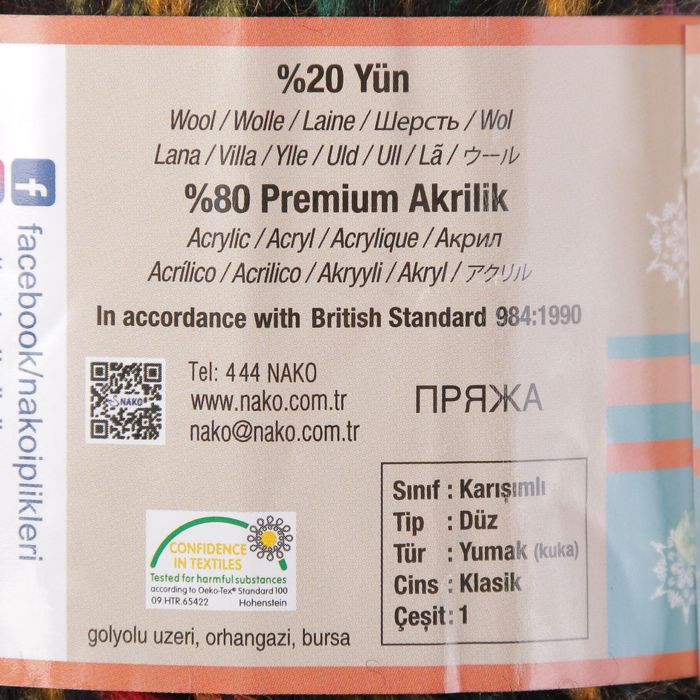 %20 Yün
Wool / Wolle / Laine / Шерсть / Wol
Lana / Villa / Ylle / Uld / Ull / Lã / ウール
%80 Premium Akrilik
Acrylic / Acryl / Acrylique / Акрил
Acrílico / Acrilico / Akryyli / Akryl / アクリル
In accordance with British Standard 984:1990
facebook/nakoiplikleri
NAKO
Tel: 4 44 NAKO
www.nako.com.tr
nako@nako.com.tr
ПРЯЖА
CONFIDENCE
IN TEXTILES
Tested for harmful substances
according to Oeko-Tex® Standard 100
09.HTR.65422 Hohenstein
Sınıf : Karışımlı
Tip : Düz
Tür : Yumak (kuka)
Cins : Klasik
Çeşit : 1
golyolu uzeri, orhangazi, bursa